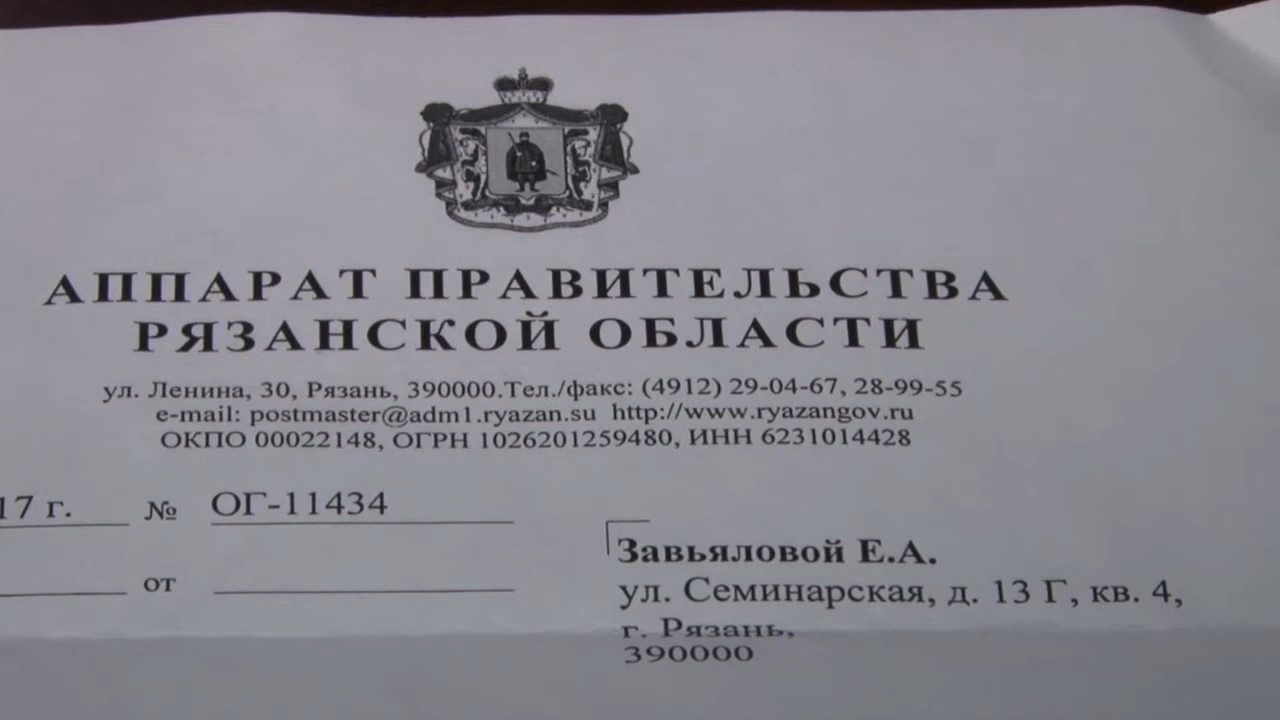 АППАРАТ ПРАВИТЕЛЬСТВА
РЯЗАНСКОЙ ОБЛАСТИ
ул. Ленина, 30, Рязань, 390000.Тел./факс: (4912) 29-04-67, 28-99-55
e-mail: postmaster@adm1.ryazan.su http://www.ryazangov.ru
ОКПО 00022148, ОГРН 1026201259480, ИНН 6231014428
17 г. № ОГ-11434
от
Завьяловой Е.А.
ул. Семинарская, д. 13 Г, кв. 4,
г. Рязань,
390000